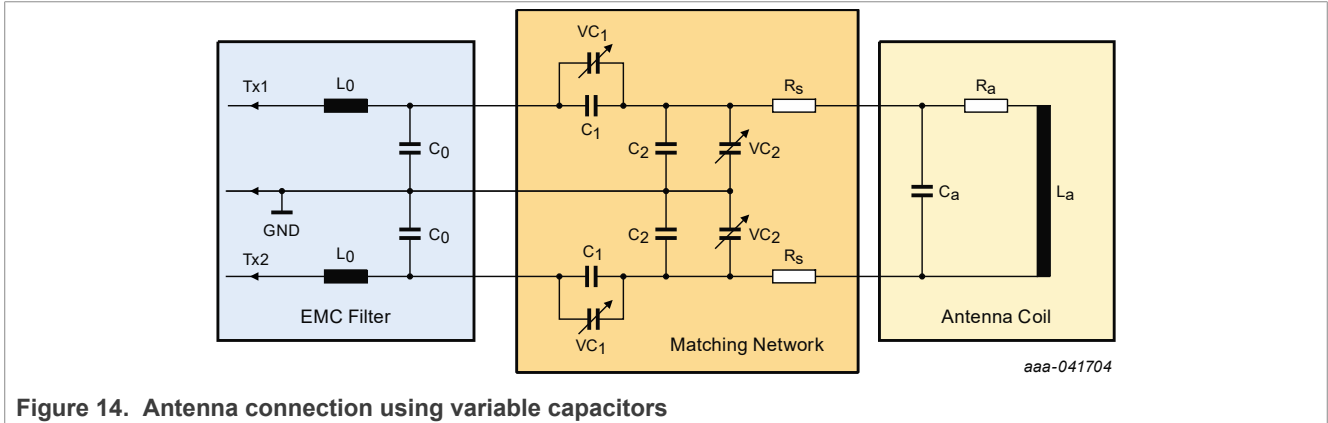 VC1
Tx1
L0
Rs
Ra
C1
C0
C2
VC2
Ca
La
GND
C0
C2
VC2
Tx2
L0
C1
Rs
EMC Filter
VC1
Matching Network
Antenna Coil
aaa-041704
Figure 14. Antenna connection using variable capacitors